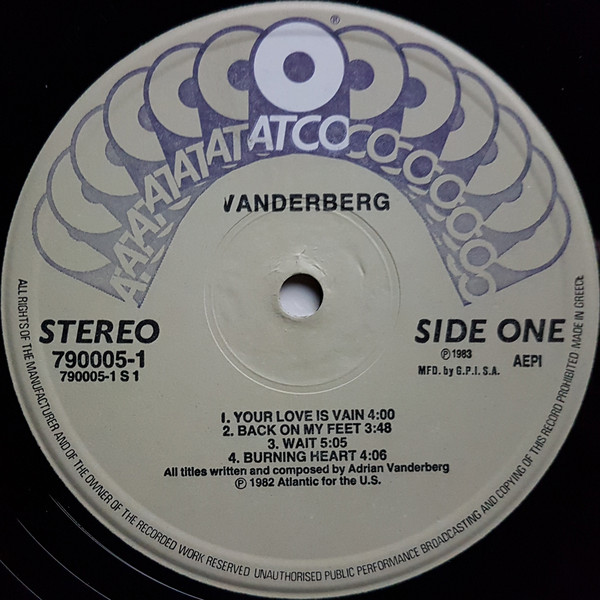 ®
ATCO
VANDERBERG
STEREO
790005-1
790005-1 S 1
SIDE ONE
℗ 1983
AEPI
MFD. by G.P.I. S.A.
1. YOUR LOVE IS VAIN 4:00
2. BACK ON MY FEET 3:48
3. WAIT 5:05
4. BURNING HEART 4:06
All titles written and composed by Adrian Vanderberg
℗ 1982 Atlantic for the U.S.
ALL RIGHTS OF THE MANUFACTURER AND OF THE OWNER OF THE RECORDED WORK RESERVED UNAUTHORISED PUBLIC PERFORMANCE BROADCASTING AND COPYING OF THIS RECORD PROHIBITED MADE IN GREECE